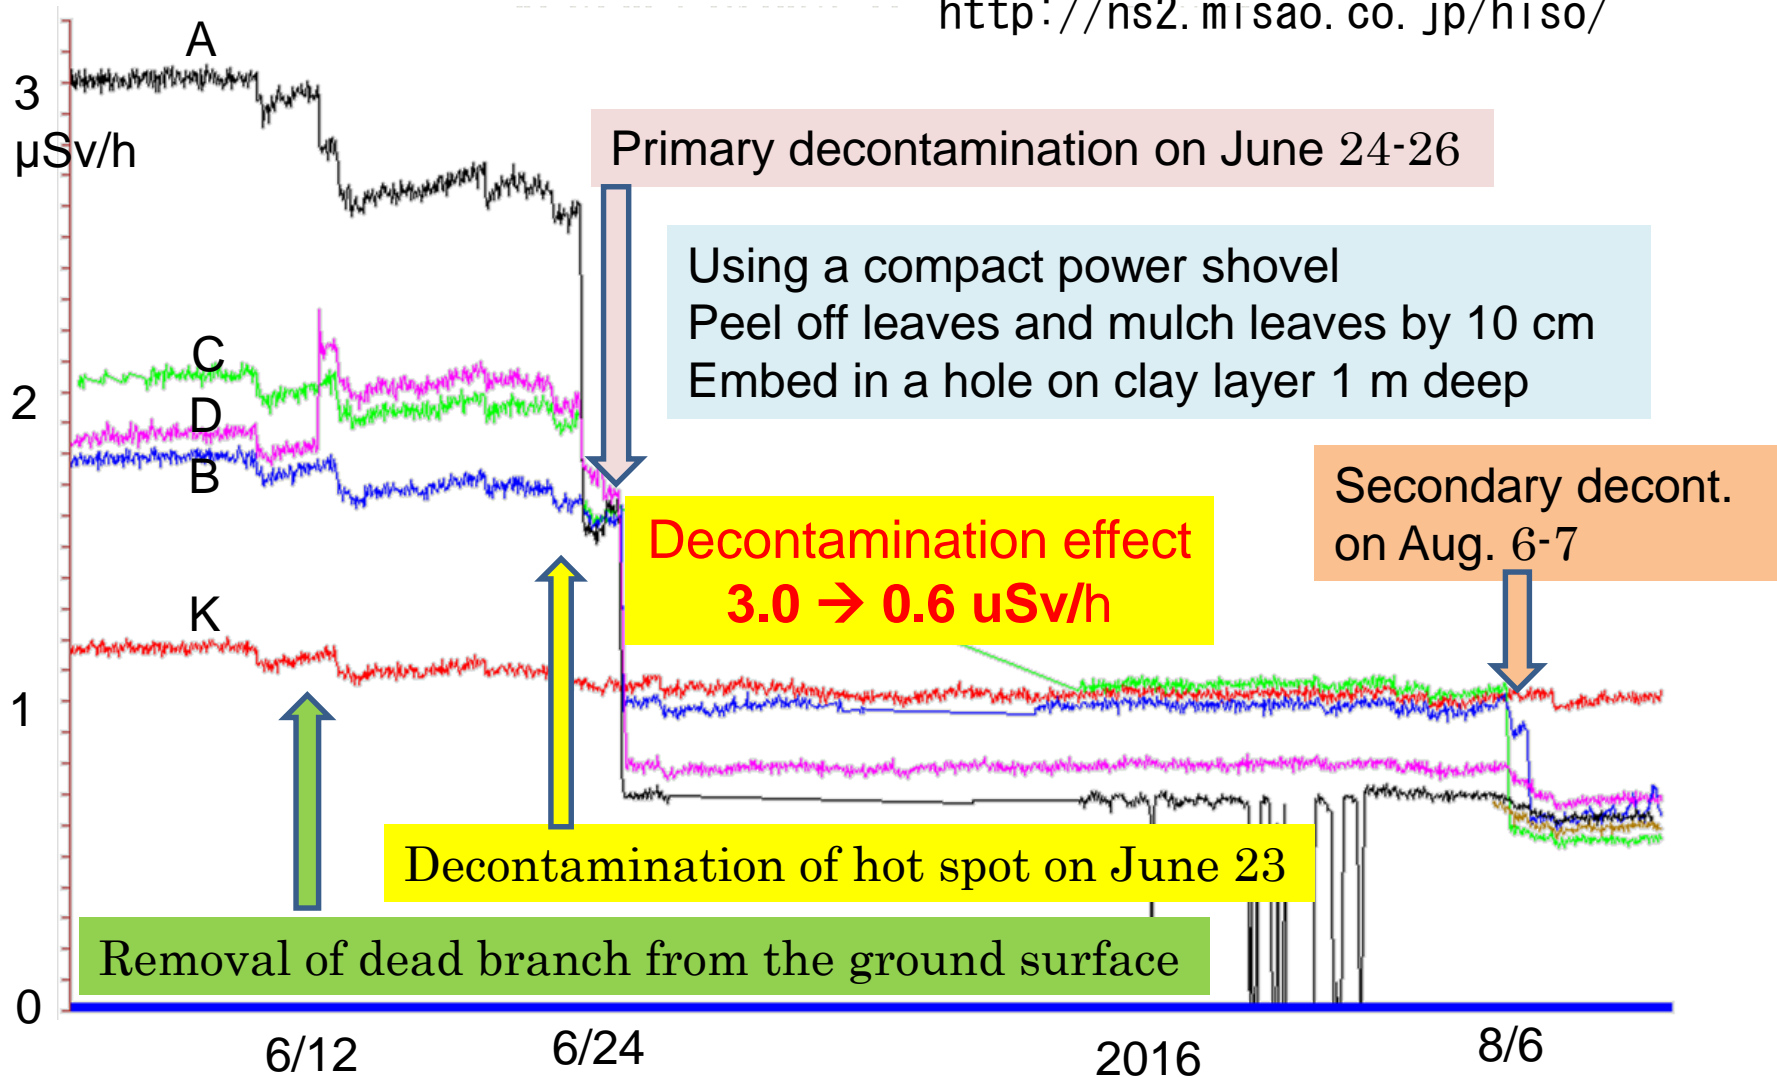 http://ns2.misao.co.jp/hiso/
A
3
μSv/h
Primary decontamination on June 24-26
Using a compact power shovel
Peel off leaves and mulch leaves by 10 cm
Embed in a hole on clay layer 1 m deep
C
2
D
B
Secondary decont.
on Aug. 6-7
Decontamination effect
3.0 → 0.6 uSv/h
K
1
Decontamination of hot spot on June 23
Removal of dead branch from the ground surface
0
6/12
6/24
2016
8/6